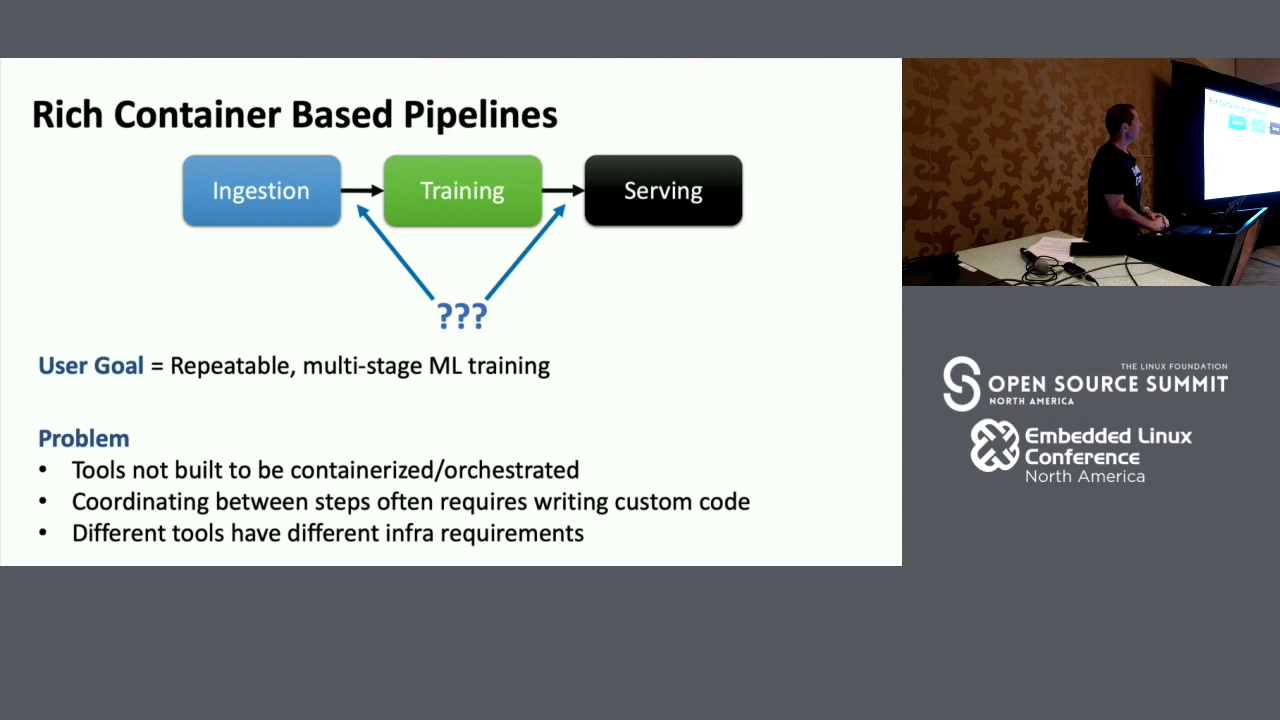 Rich Container Based Pipelines
Ingestion
Training
Serving
???
User Goal = Repeatable, multi-stage ML training
Problem
• Tools not built to be containerized/orchestrated
• Coordinating between steps often requires writing custom code
• Different tools have different infra requirements
THE LINUX FOUNDATION
OPEN SOURCE SUMMIT
NORTH AMERICA
Embedded Linux
Conference
North America